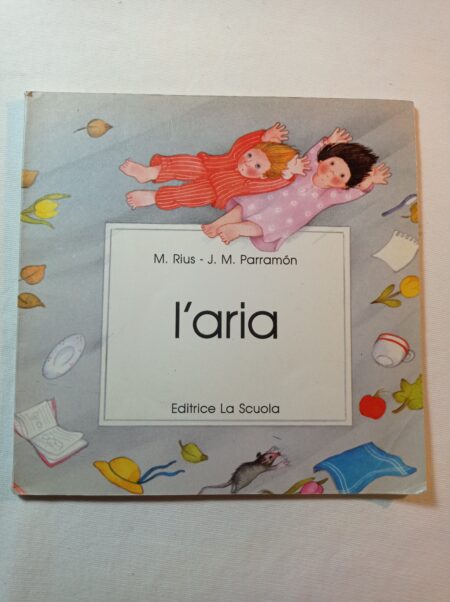 M. Rius - J. M. Parramón
l'aria
Editrice La Scuola